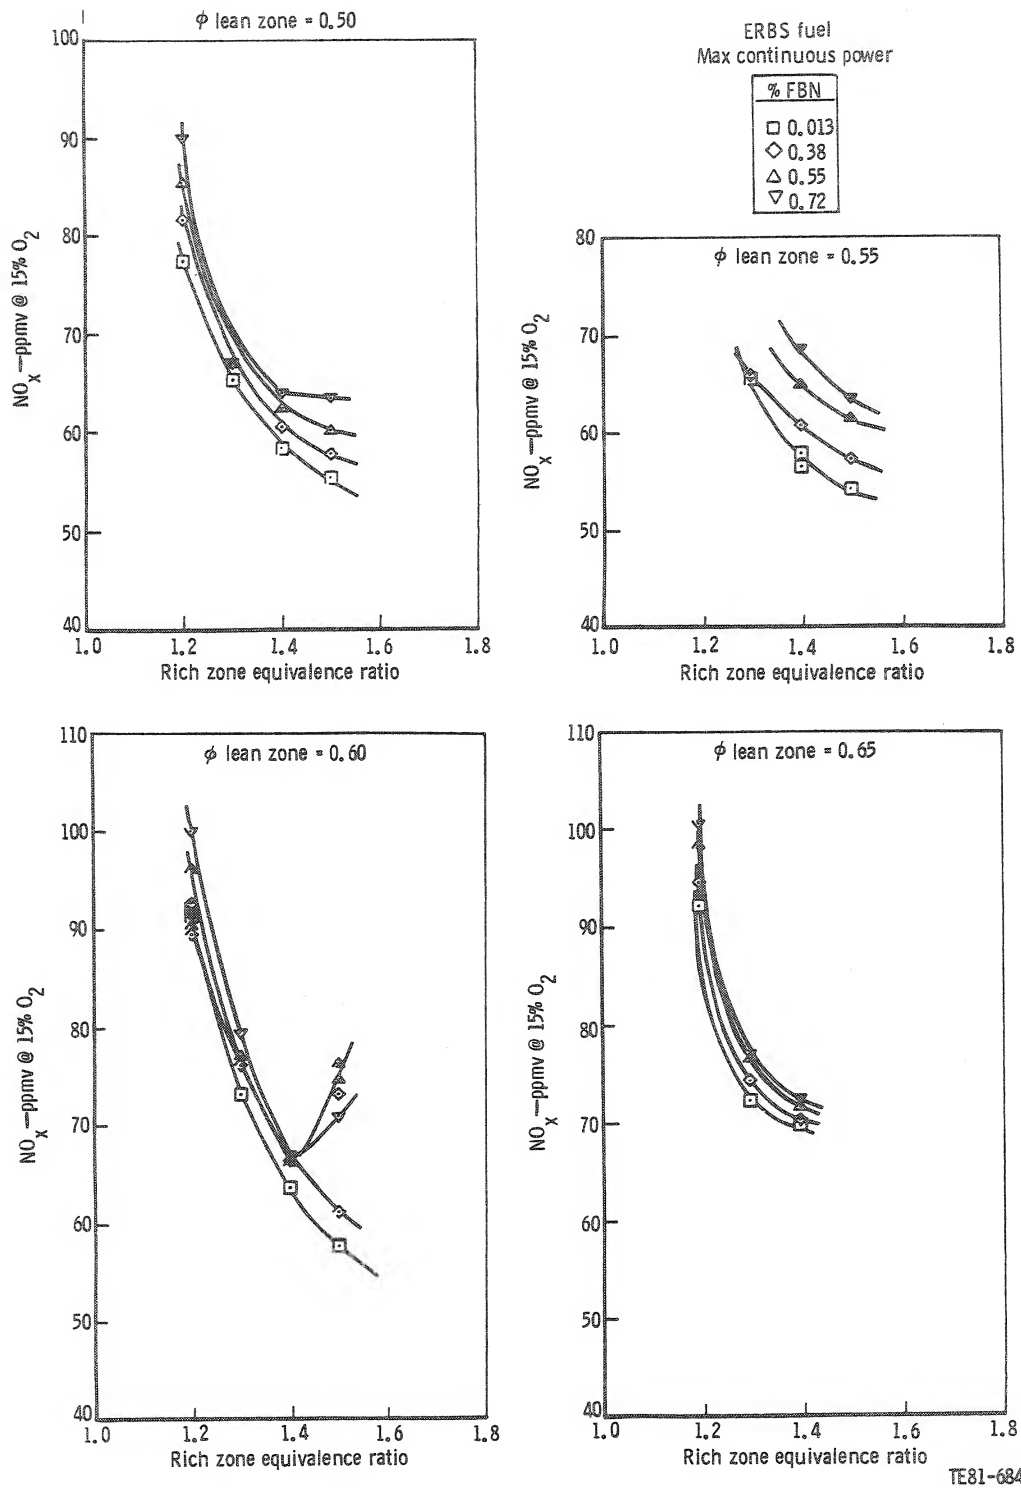 ϕ lean zone = 0.50
100
90
80
70
60
50
40
NOx—ppmv @ 15% O2
1.0 1.2 1.4 1.6 1.8
Rich zone equivalence ratio
ERBS fuel
Max continuous power
% FBN
0.013
0.38
0.55
0.72
ϕ lean zone = 0.55
80
70
60
50
40
NOx—ppmv @ 15% O2
1.0 1.2 1.4 1.6 1.8
Rich zone equivalence ratio
ϕ lean zone = 0.60
110
100
90
80
70
60
50
40
NOx—ppmv @ 15% O2
1.0 1.2 1.4 1.6 1.8
Rich zone equivalence ratio
ϕ lean zone = 0.65
110
100
90
80
70
60
50
40
NOx—ppmv @ 15% O2
1.0 1.2 1.4 1.6 1.8
Rich zone equivalence ratio
TE81-684